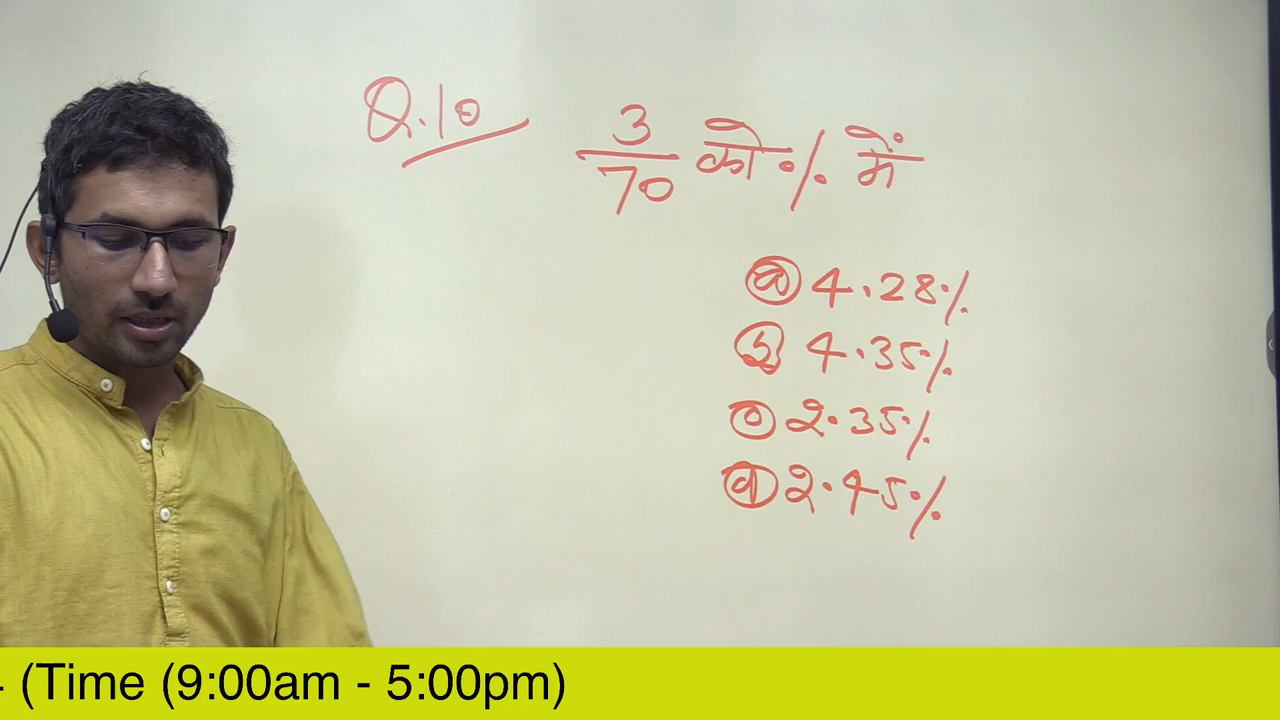 Q.10 3/70 को % में
ⓐ 4.28%
ⓑ 4.35%
ⓒ 2.35%
ⓓ 2.45%
(Time (9:00am - 5:00pm)